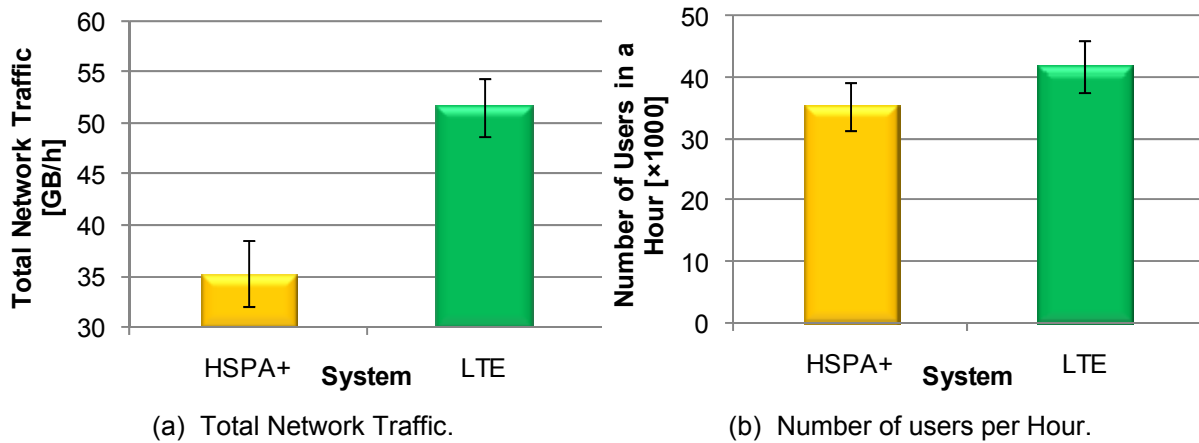 Total Network Traffic
[GB/h]
60
55
50
45
40
35
30
HSPA+
System
LTE
(a) Total Network Traffic.
Number of Users in a
Hour [×1000]
50
40
30
20
10
0
HSPA+
System
LTE
(b) Number of users per Hour.